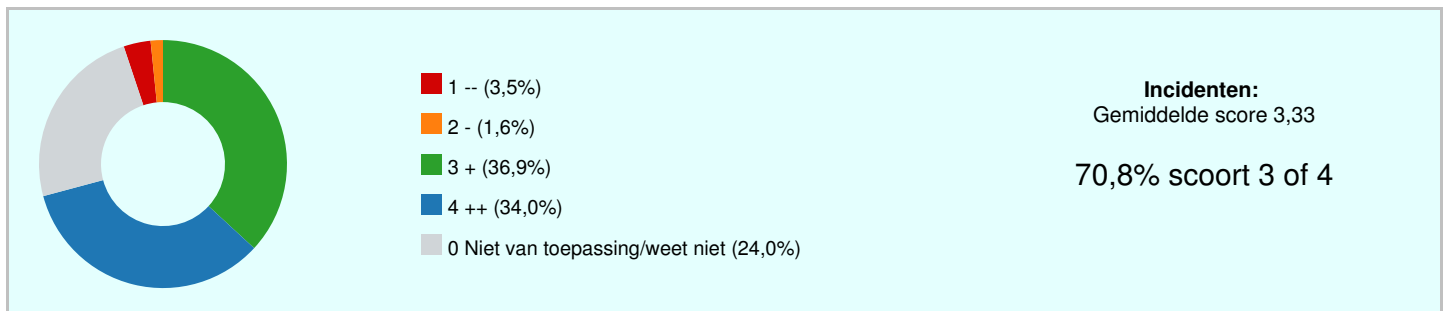 1 -- (3,5%)
2 - (1,6%)
3 + (36,9%)
4 ++ (34,0%)
0 Niet van toepassing/weet niet (24,0%)
Incidenten:
Gemiddelde score 3,33
70,8% scoort 3 of 4